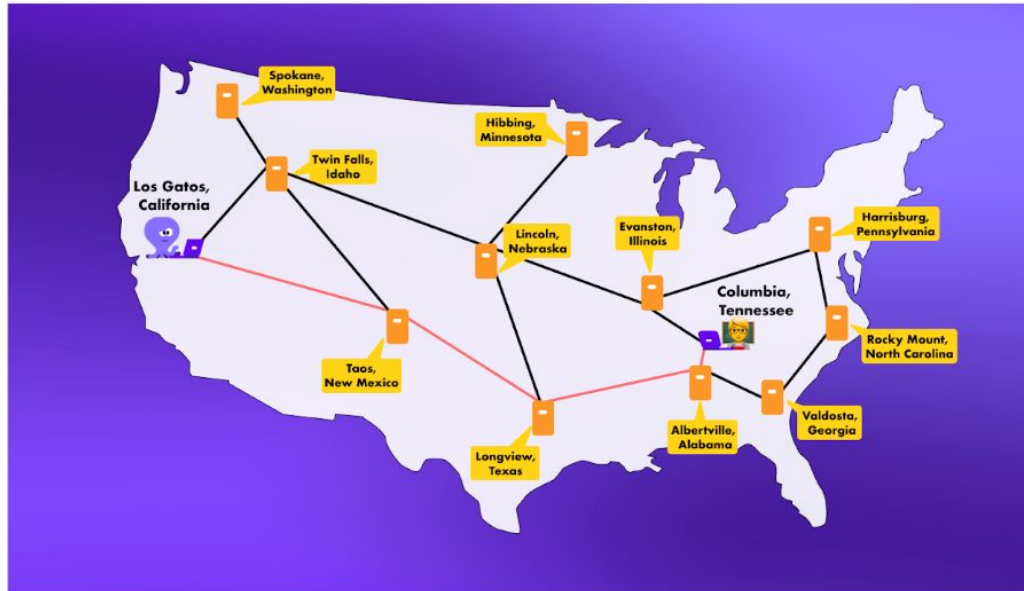 Spokane,
Washington
Hibbing,
Minnesota
Twin Falls,
Idaho
Los Gatos,
California
Lincoln,
Nebraska
Evanston,
Illinois
Harrisburg,
Pennsylvania
Columbia,
Tennessee
Rocky Mount,
North Carolina
Taos,
New Mexico
Longview,
Texas
Albertville,
Alabama
Valdosta,
Georgia